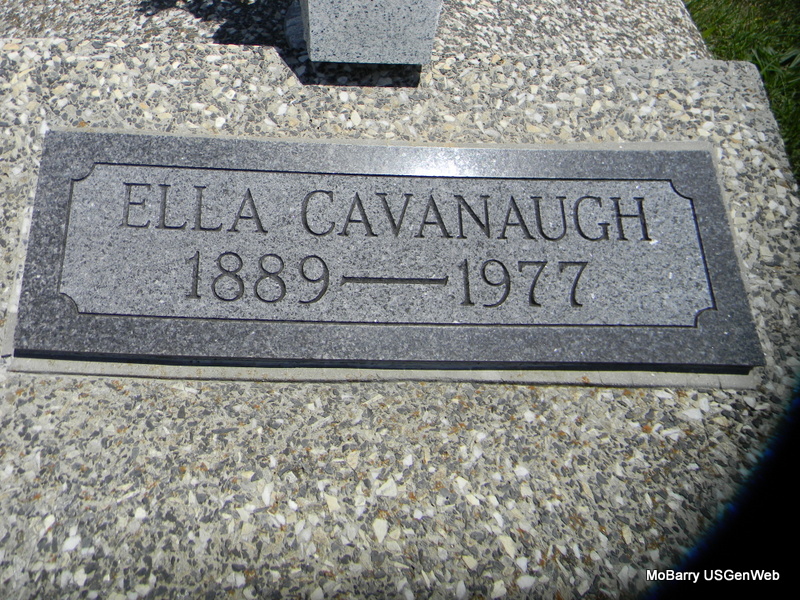 ELLA CAVANAUGH
1889—1977
MoBarry USGenWeb